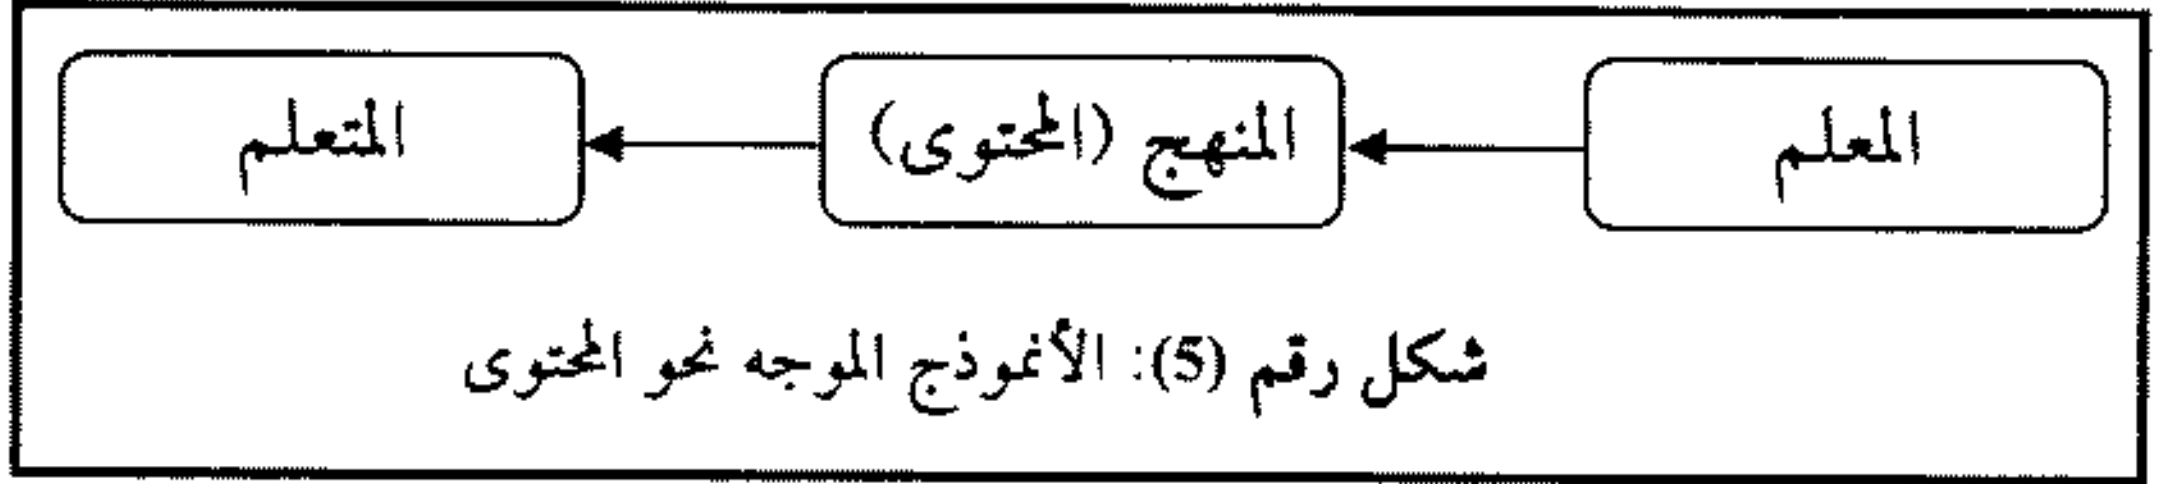 المعلم
المنهج (المحتوى)
المتعلم
شكل رقم (5): الأنموذج الموجه نحو المحتوى